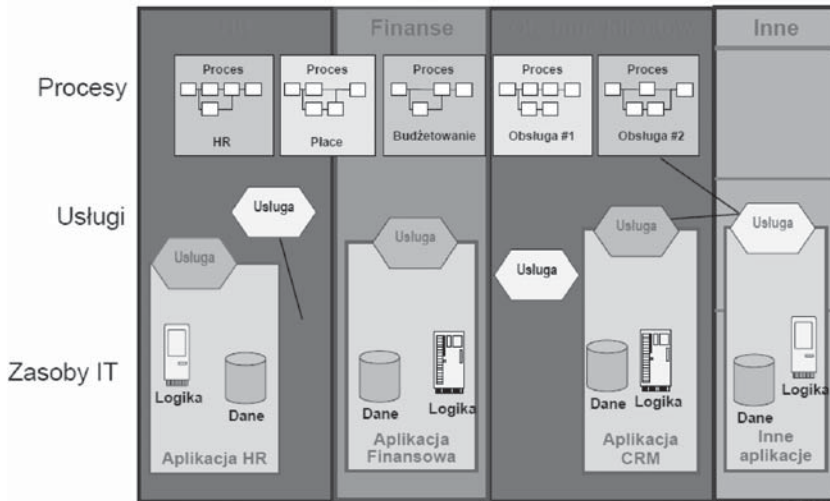 HR
Finanse
Inne
Procesy
Proces
HR
Proces
Płace
Proces
Budżetowanie
Proces
Obsługa #1
Proces
Obsługa #2
Usługi
Usługa
Usługa
Usługa
Usługa
Usługa
Usługa
Zasoby IT
Logika
Dane
Aplikacja HR
Dane
Logika
Aplikacja
Finansowa
Dane
Logika
Aplikacja
CRM
Dane
Logika
Inne
aplikacje